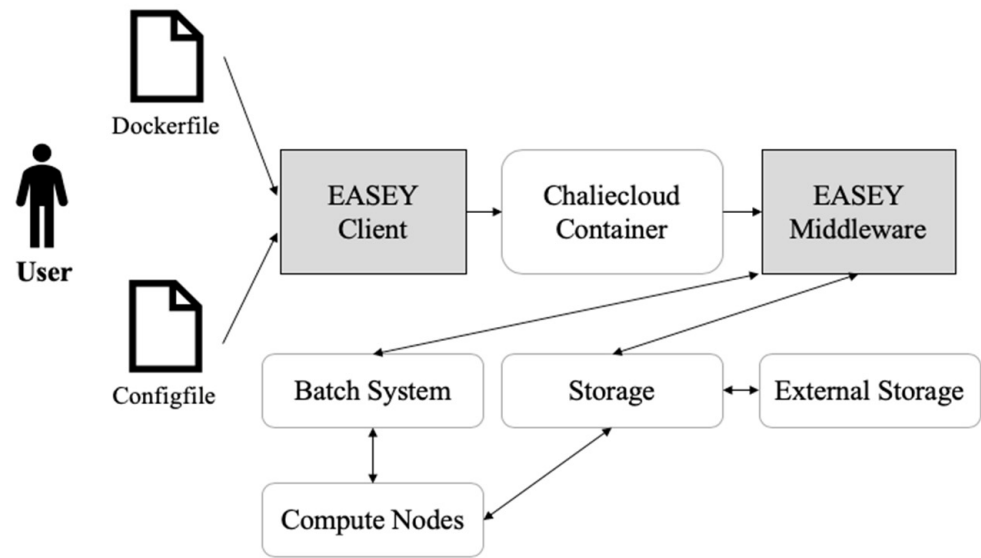 Dockerfile
User
Configfile
EASEY
Client
Chaliecloud
Container
EASEY
Middleware
Batch System
Storage
External Storage
Compute Nodes